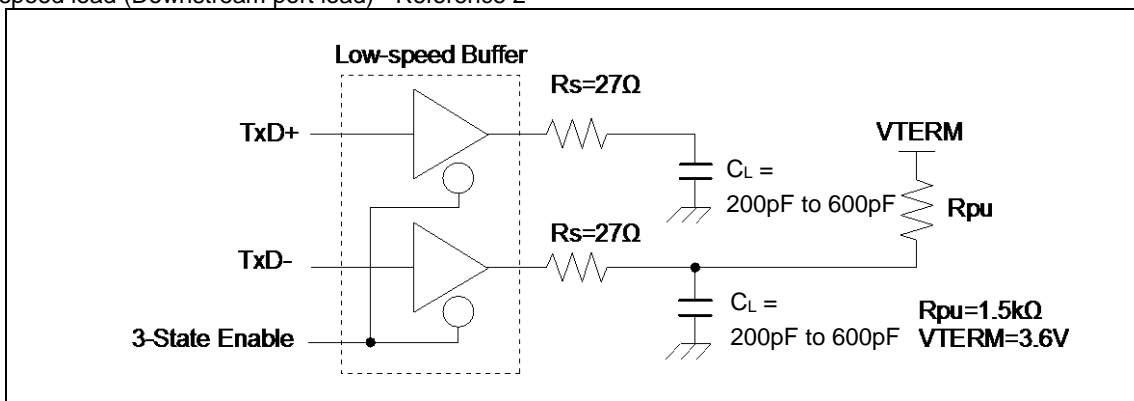 speed load (Downstream port load) - Reference 2
Low-speed Buffer
Rs=27Ω
TxD+
VTERM
CL =
200pF to 600pF
Rpu
Rs=27Ω
TxD-
CL =
200pF to 600pF
Rpu=1.5kΩ
VTERM=3.6V
3-State Enable